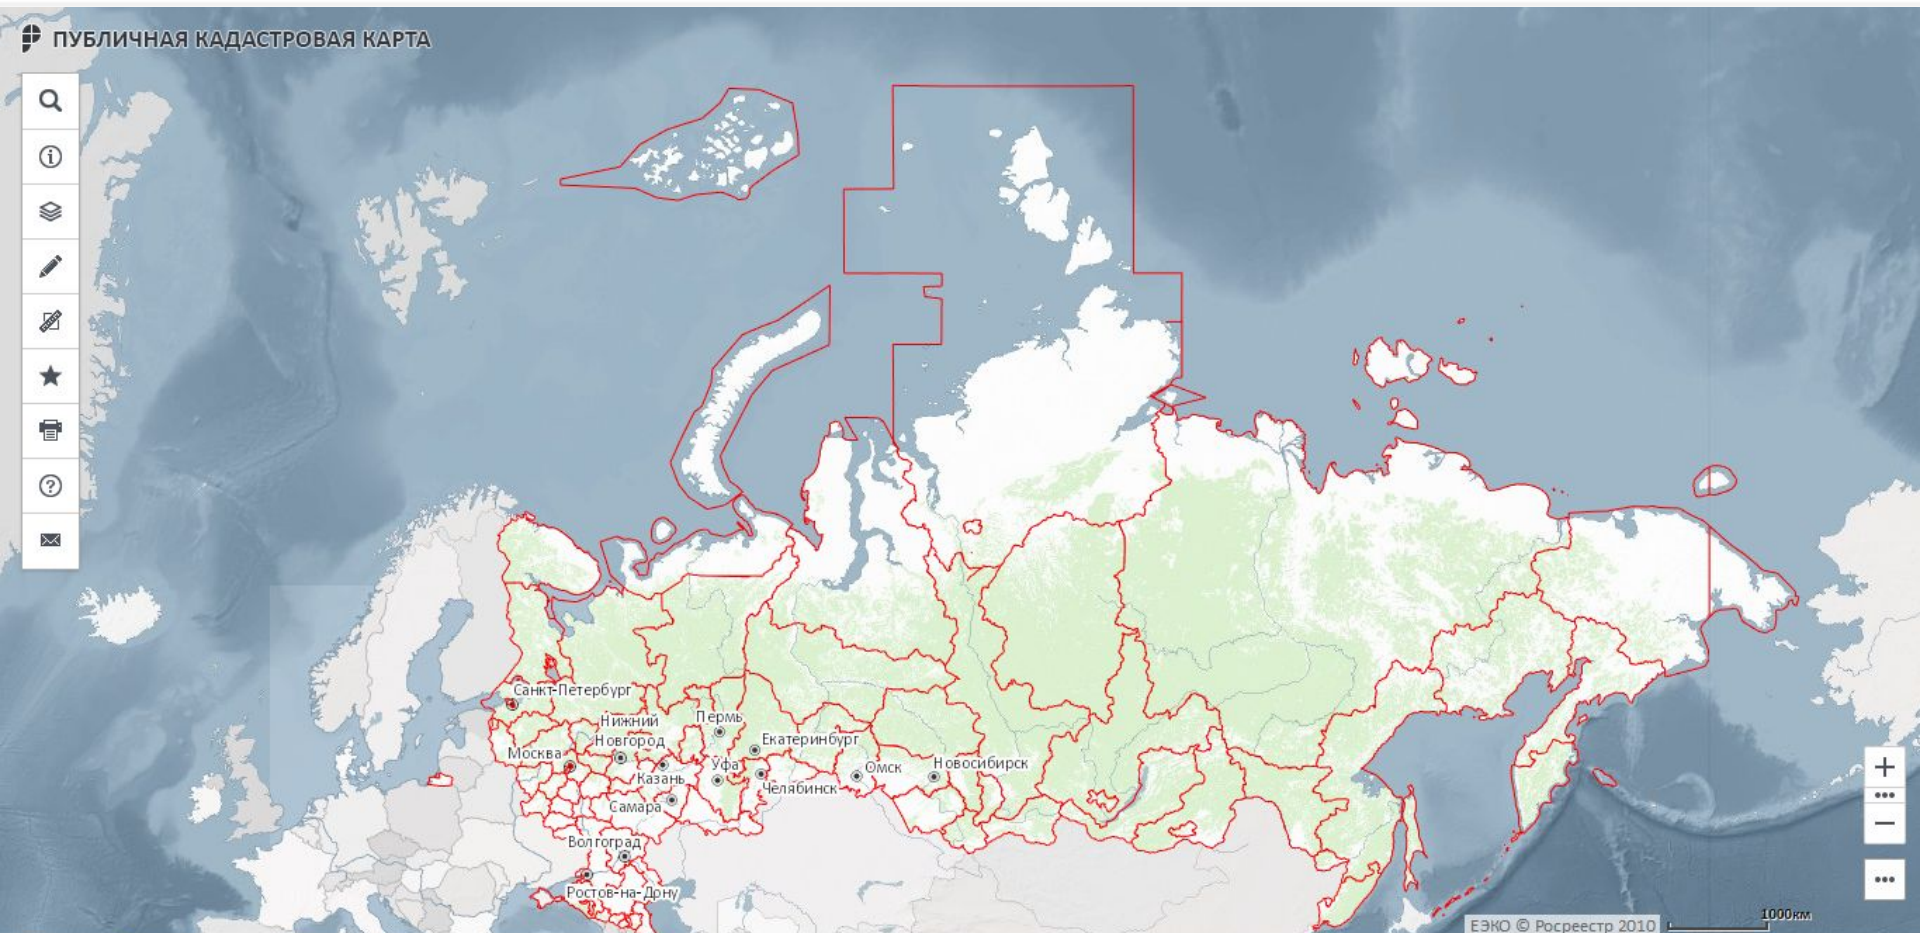 ПУБЛИЧНАЯ КАДАСТРОВАЯ КАРТА
Санкт-Петербург
Нижний
Новгород
Пермь
Москва
Екатеринбург
Казань
Уфа
Омск
Новосибирск
Челябинск
Самара
Волгоград
Ростов-на-Дону
1000км
ЕЭКО © Росреестр 2010